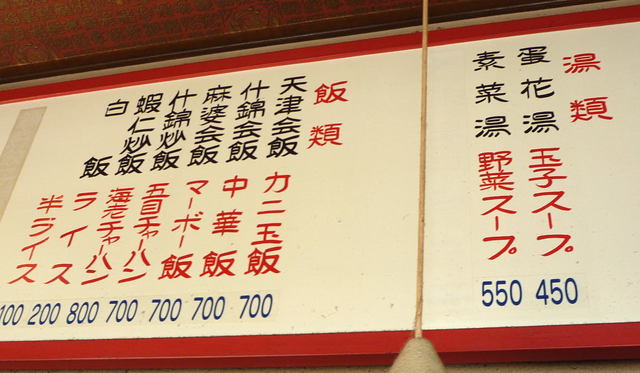 湯類
蛋花湯 玉子スープ 450
素菜湯 野菜スープ 550
飯類
天津会飯 カニ玉飯 700
什錦会飯 中華飯 700
麻婆会飯 マーボー飯 700
什錦炒飯 五目チャーハン 700
蝦仁炒飯 海老チャーハン 800
白飯 ライス 200
半ライス 100